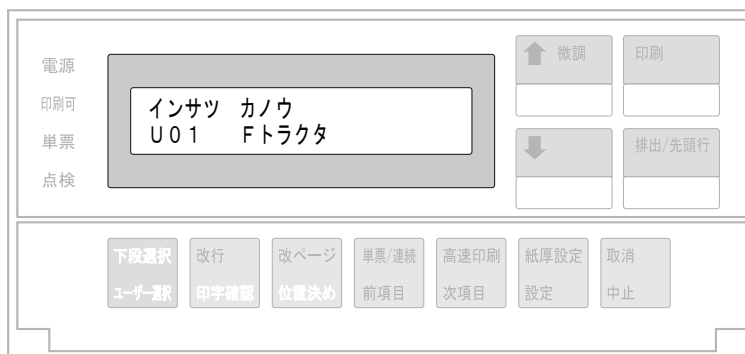 電源
印刷可
単票
点検
インサツ カノウ
U01 Fトラクタ
微調
印刷
排出/先頭行
下段選択
ユーザー選択
改行
印字確認
改ページ
位置決め
単票/連続
前項目
高速印刷
次項目
紙厚設定
設定
取消
中止